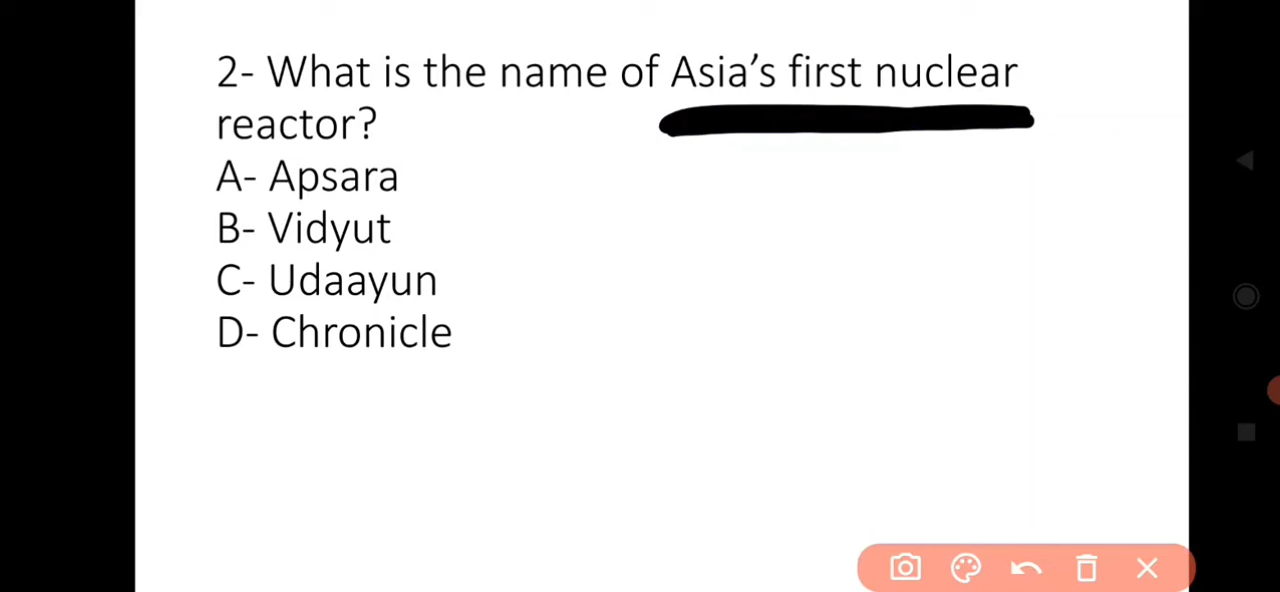 2- What is the name of Asia’s first nuclear
reactor?
A- Apsara
B- Vidyut
C- Udaayun
D- Chronicle